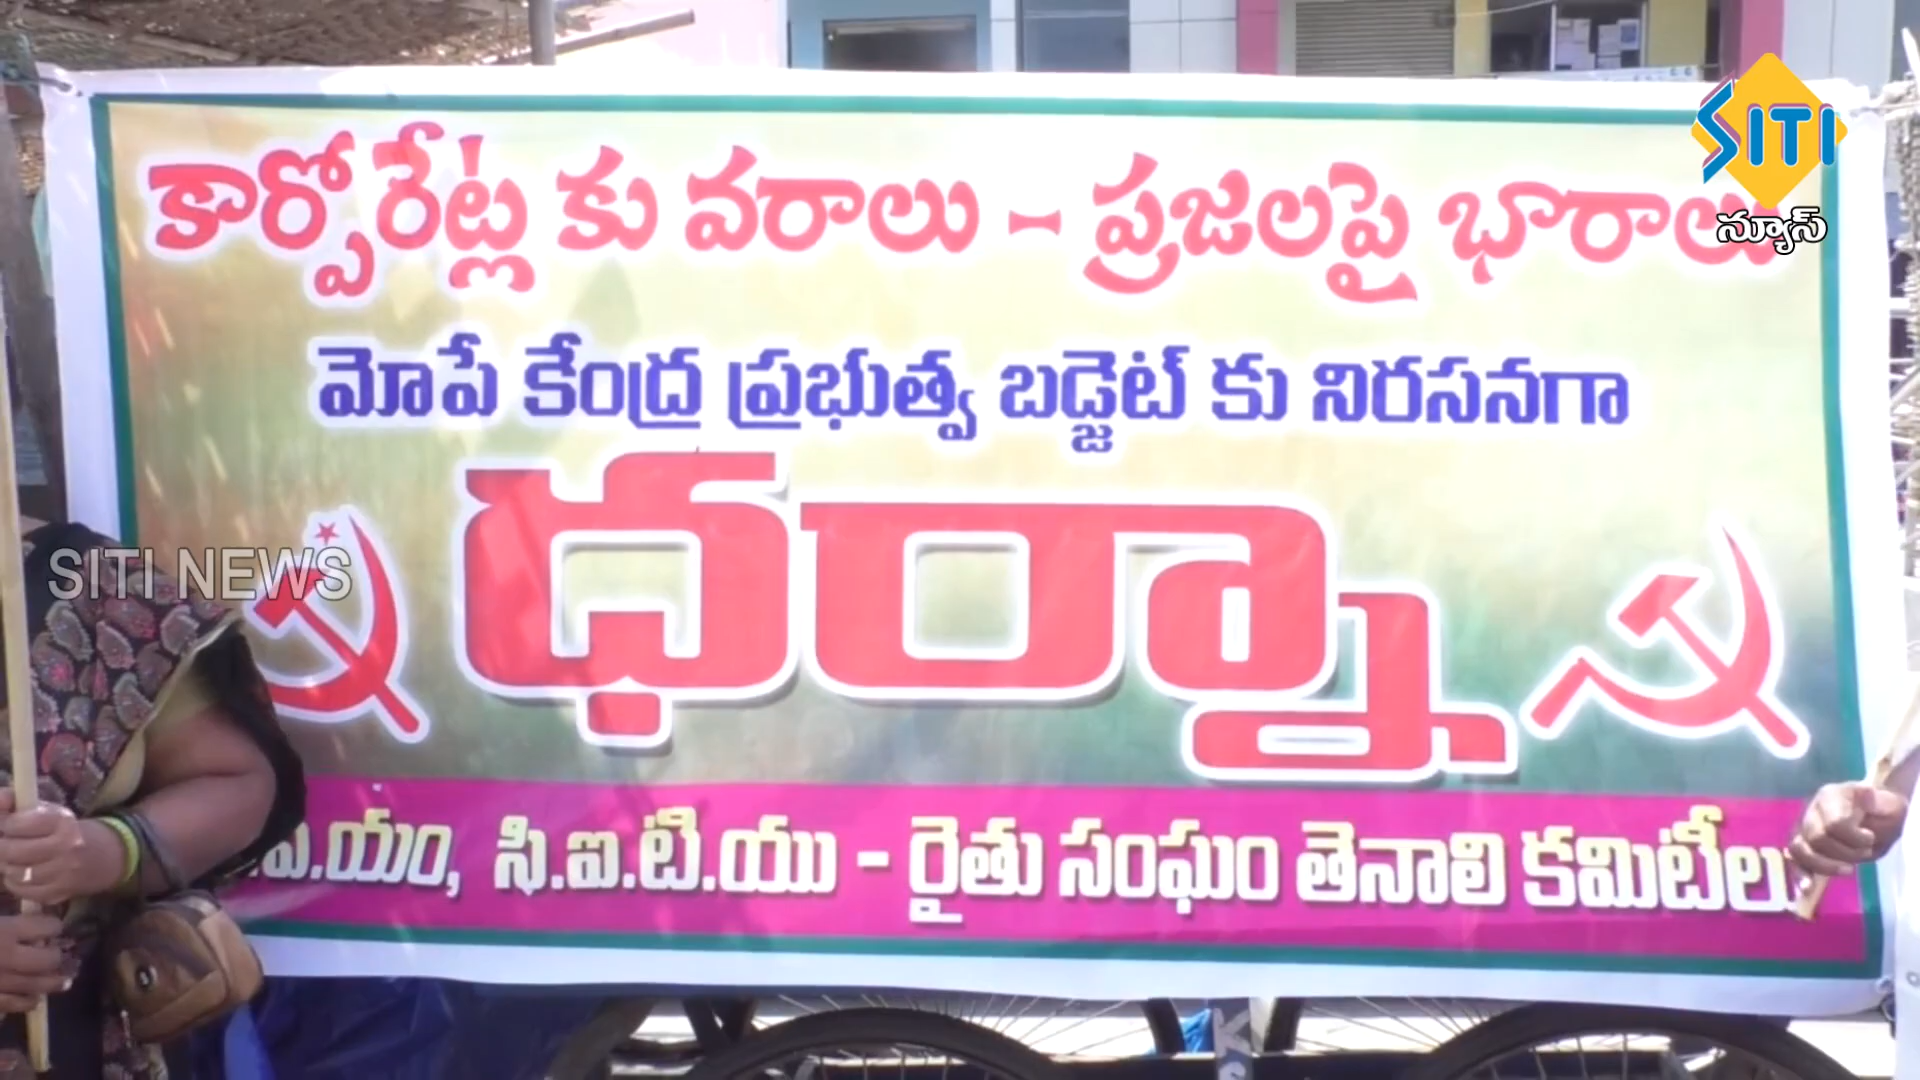 కార్పోరేట్ల కు వరాలు - ప్రజలపై భారాలు
మోపే కేంద్ర ప్రభుత్వ బడ్జెట్ కు నిరసనగా
ధర్నా
సి.ఐ.టి.యు - రైతు సంఘం తెనాలి కమిటీలు
SITI
న్యూస్
SITI NEWS